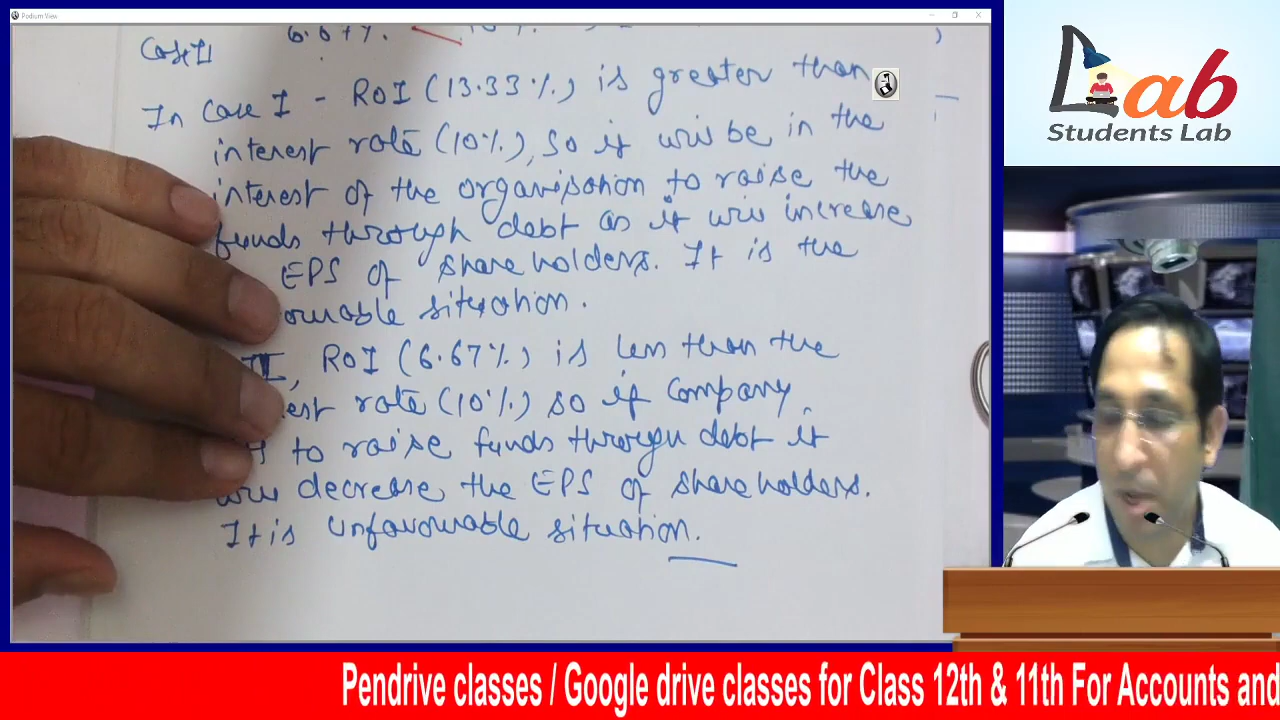 Podium View
6.67%.
Case II
In Case I - ROI (13.33%) is greater than
interest rate (10%), so it will be in the
interest of the organisation to raise the
funds through debt as it will increase
EPS of shareholders. It is the
ourable situation.
II, ROI (6.67%) is less than the
est rate (10%) so if Company
to raise funds through debt it
will decrease the EPS of shareholders.
It is unfavourable situation.
Lab
Students Lab
Pendrive classes / Google drive classes for Class 12th & 11th For Accounts and